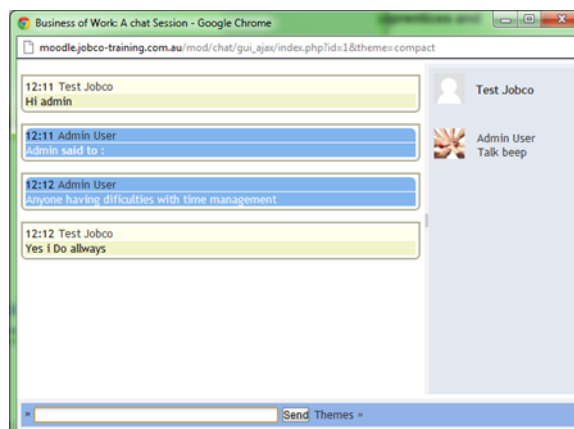 Business of Work: A chat Session - Google Chrome
moodle.jobco-training.com.au/mod/chat/gui_ajax/index.php?id=1&theme=compact
12:11 Test Jobco
Hi admin
12:11 Admin User
Admin said to :
12:12 Admin User
Anyone having dificulties with time management
12:12 Test Jobco
Yes i Do allways
Test Jobco
Admin User
Talk beep
» Send Themes »